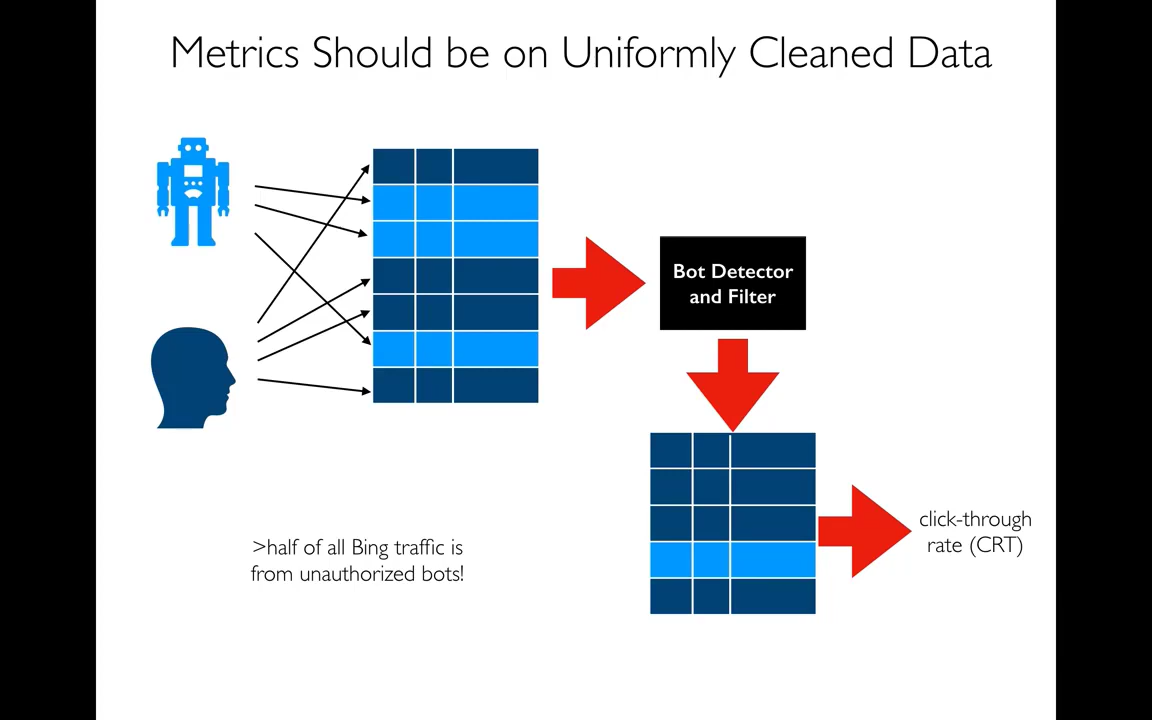 Metrics Should be on Uniformly Cleaned Data
Bot Detector
and Filter
click-through
rate (CRT)
>half of all Bing traffic is
from unauthorized bots!